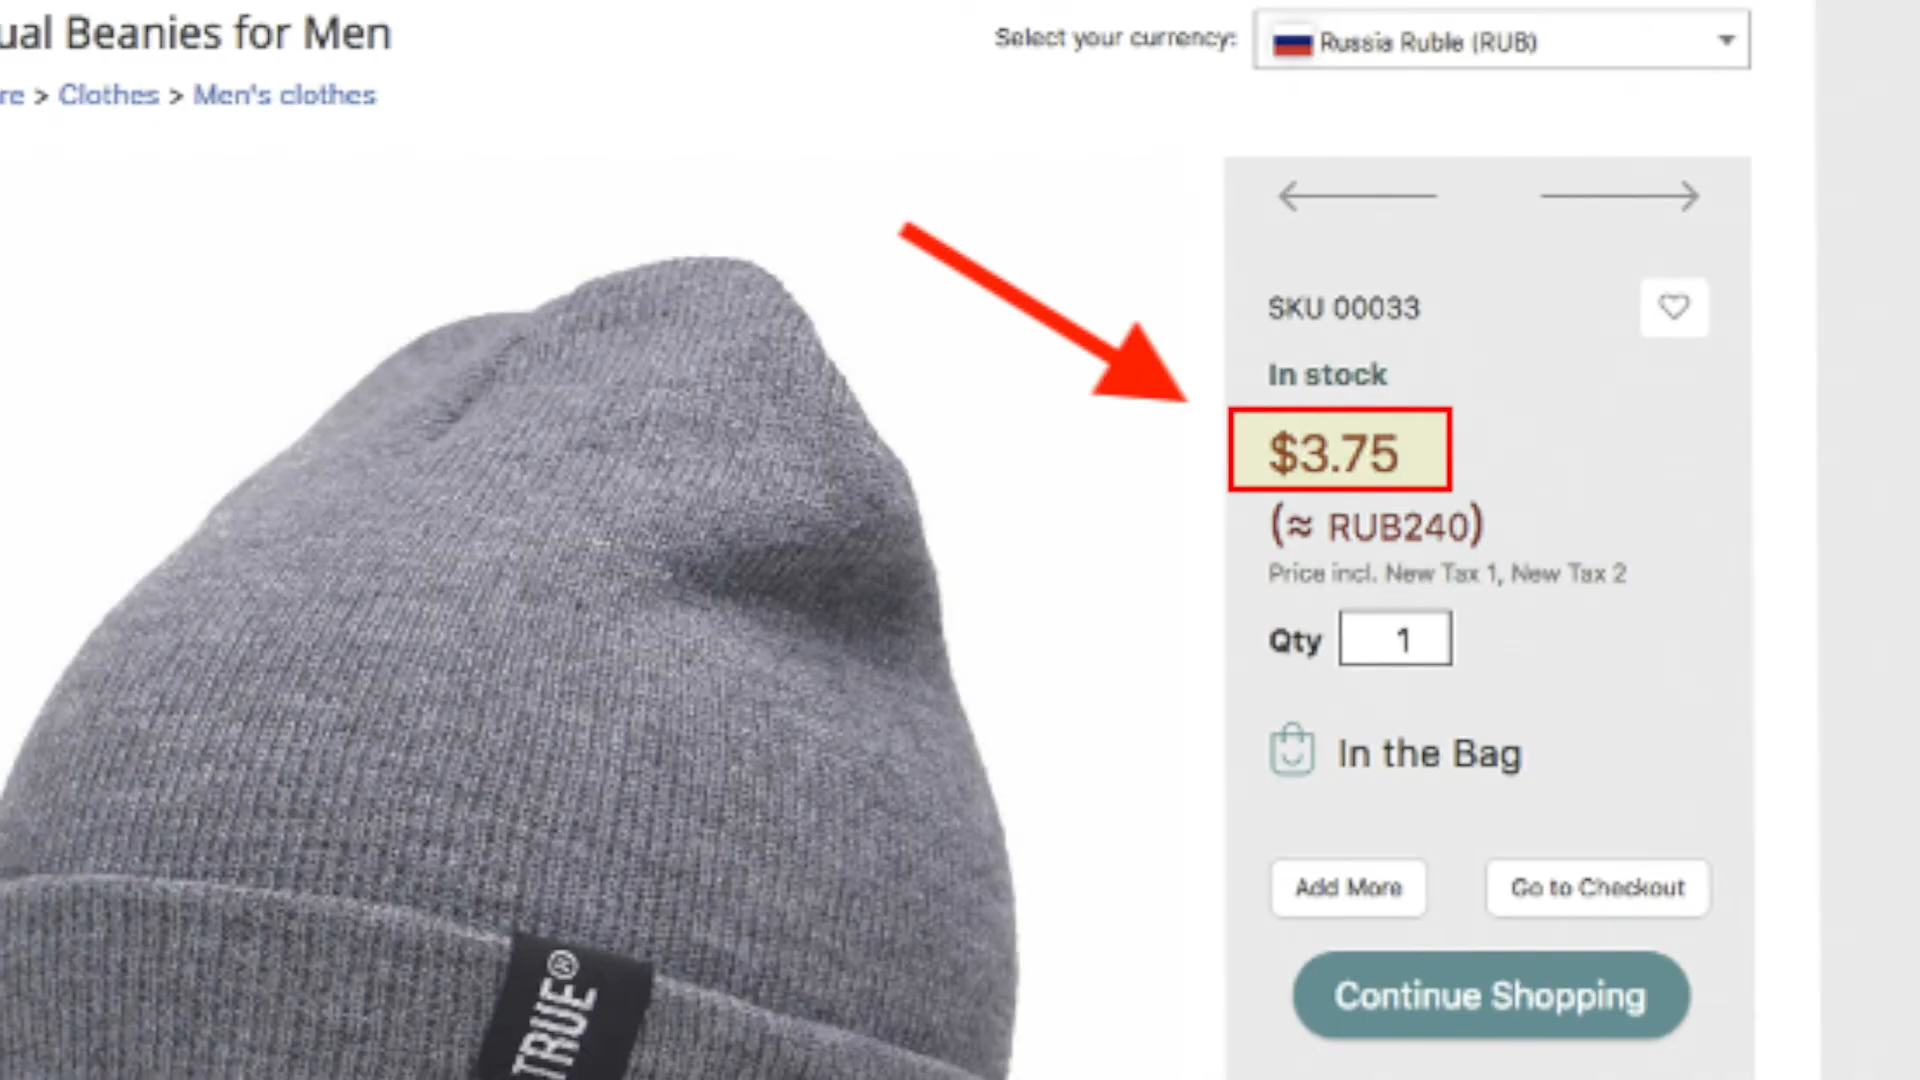 ual Beanies for Men
Select your currency:
Russia Ruble (RUB)
re > Clothes > Men's clothes
SKU 00033
In stock
$3.75
(≈ RUB240)
Price incl. New Tax 1, New Tax 2
Qty 1
In the Bag
Add More
Go to Checkout
Continue Shopping
TRUE®